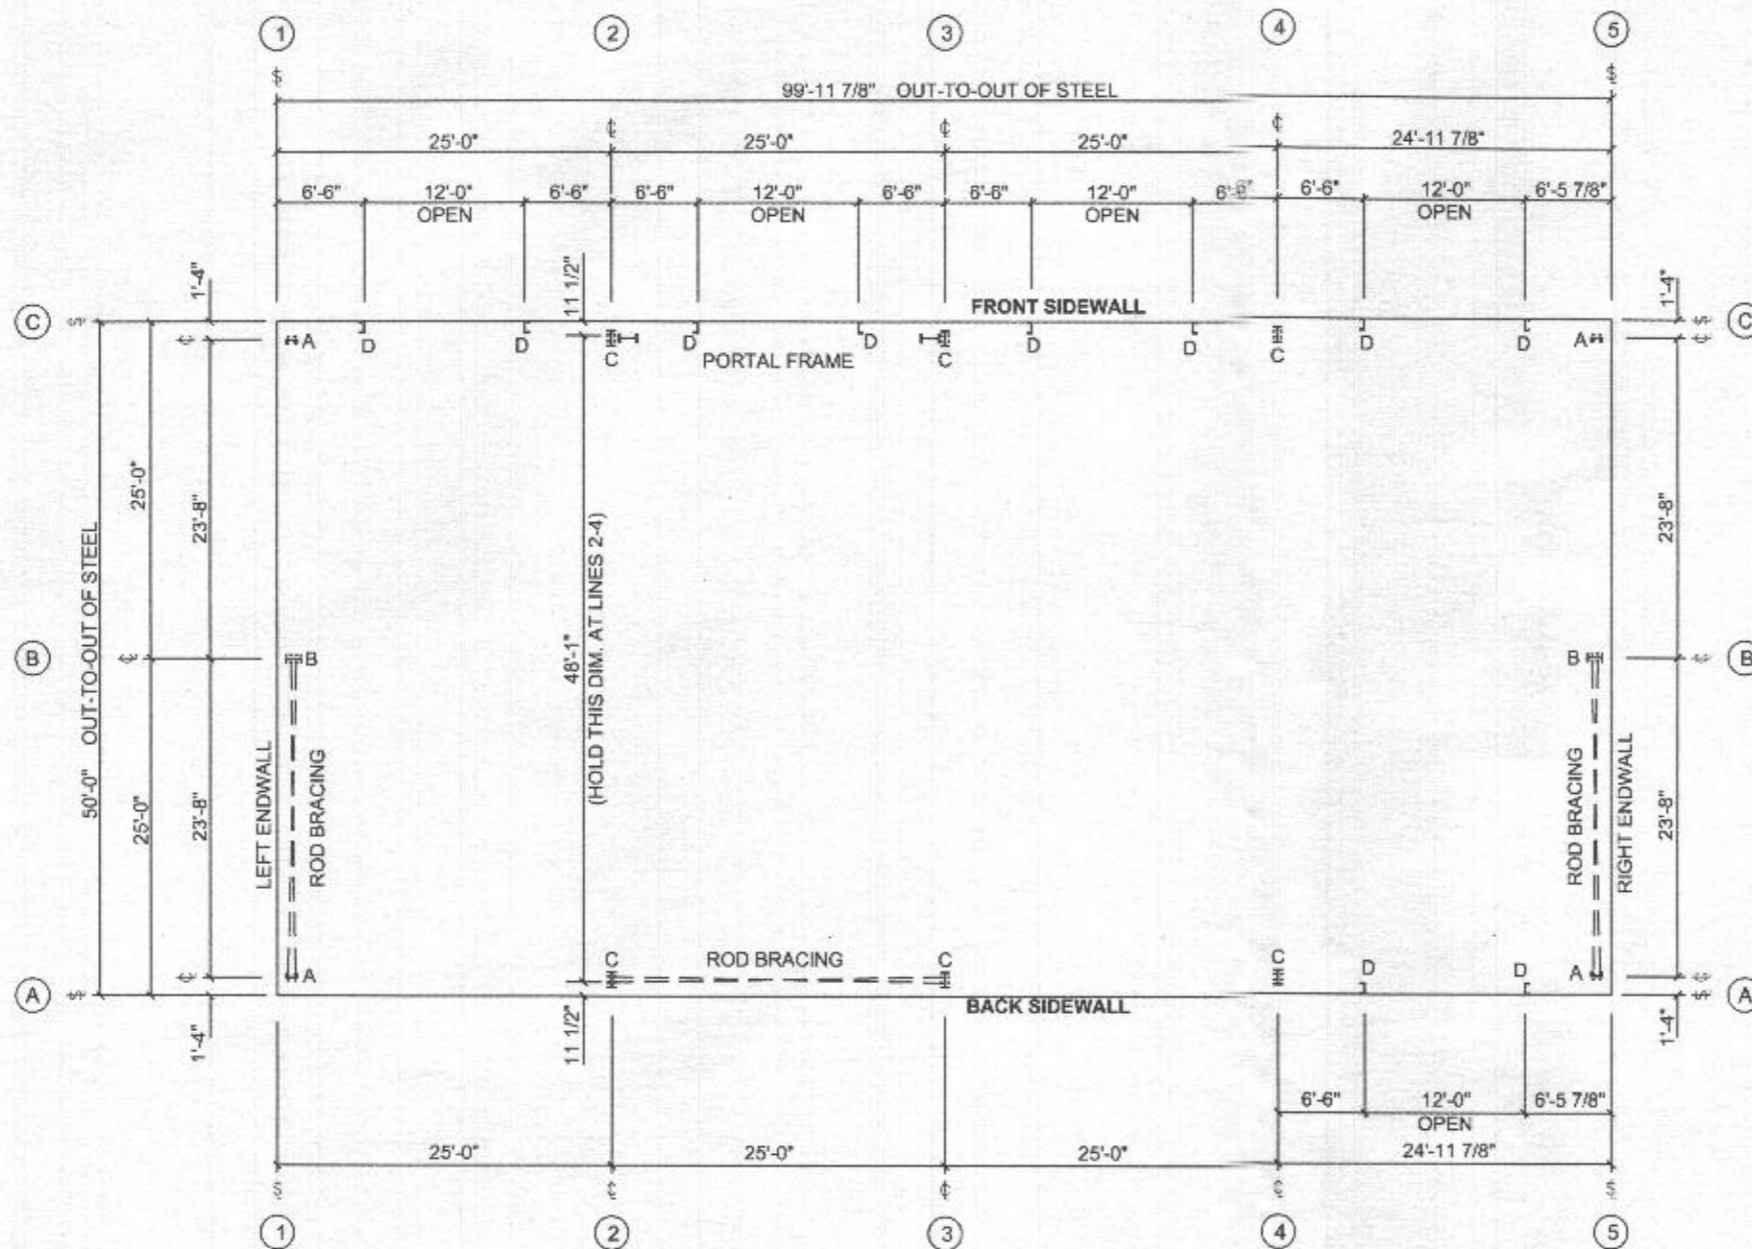 1 2 3 4 5
99'-11 7/8" OUT-TO-OUT OF STEEL
25'-0" 25'-0" 25'-0" 24'-11 7/8"
6'-6" 12'-0" 6'-6" 6'-6" 12'-0" 6'-6" 6'-6" 12'-0" 6'-6" 6'-6" 12'-0" 6'-5 7/8"
OPEN OPEN OPEN OPEN
1'-4" 11 1/2" 1'-4"
FRONT SIDEWALL
C C
A D D D D D D D D A
C C C
PORTAL FRAME
25'-0"
23'-8" 23'-8"
50'-0" OUT-TO-OUT OF STEEL
48'-1"
(HOLD THIS DIM. AT LINES 2-4)
B B B B
25'-0"
23'-8" 23'-8"
LEFT ENDWALL
ROD BRACING
ROD BRACING
RIGHT ENDWALL
C ROD BRACING C C D D
A A
A A
BACK SIDEWALL
1'-4" 11 1/2" 1'-4"
6'-6" 12'-0" 6'-5 7/8"
OPEN
25'-0" 25'-0" 25'-0" 24'-11 7/8"
1 2 3 4 5